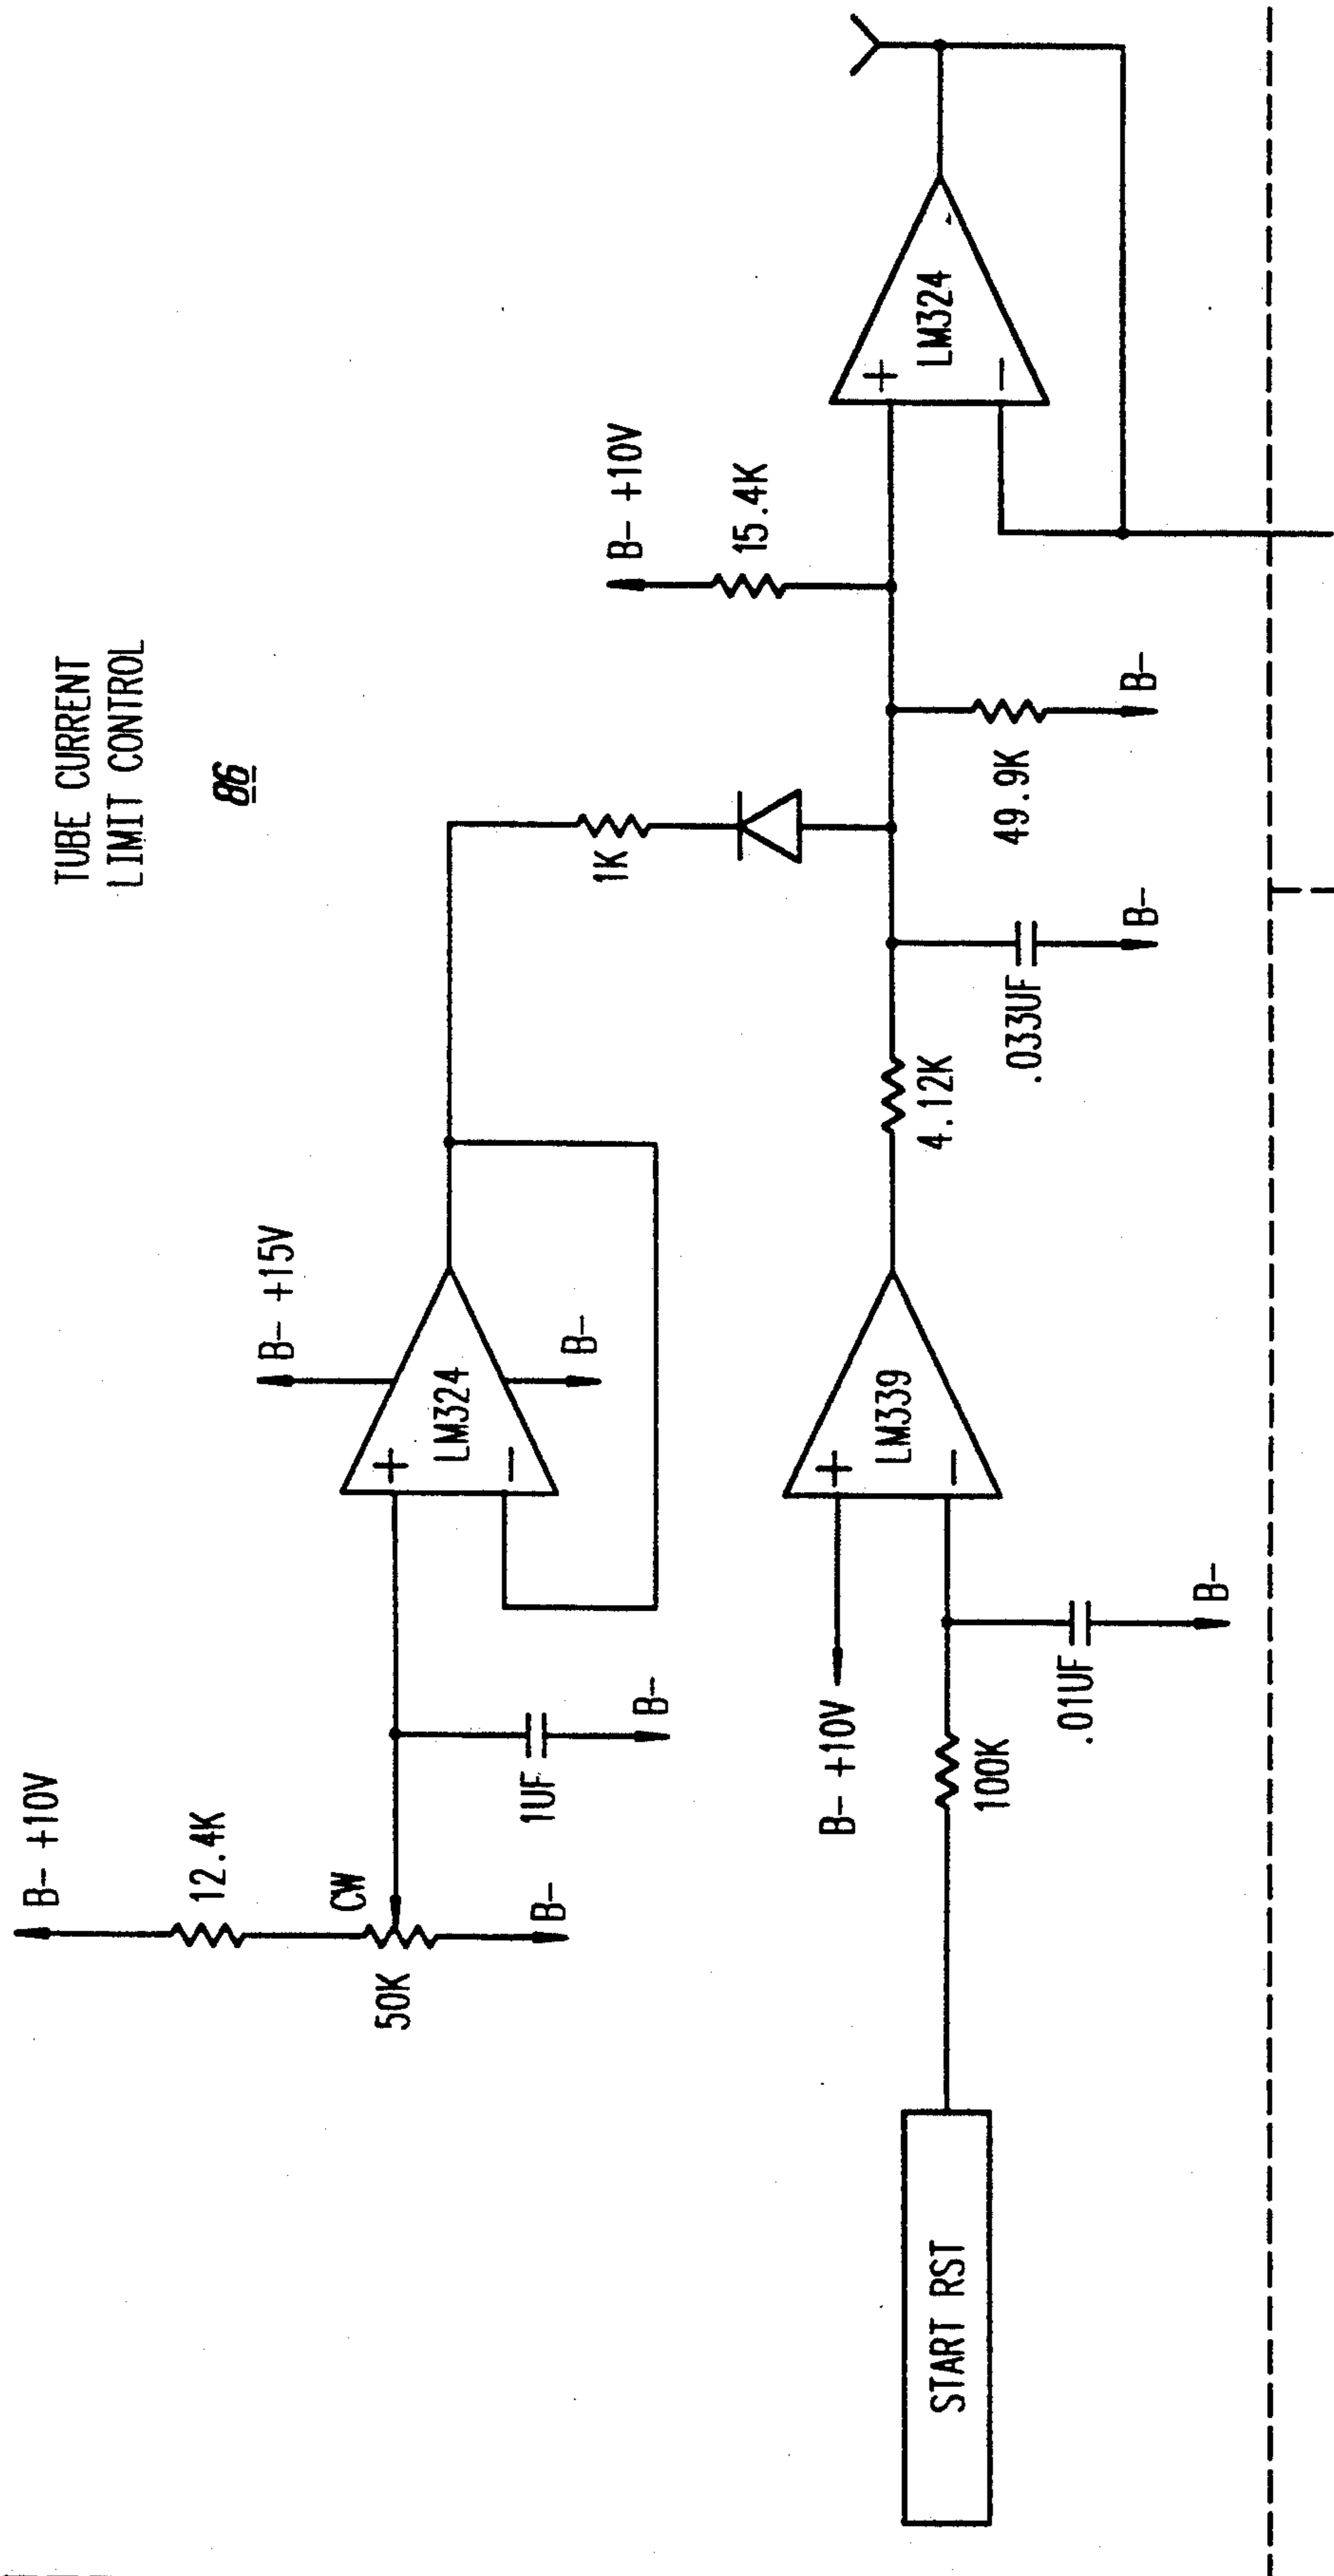 TUBE CURRENT
LIMIT CONTROL
86
B- +10V
12.4K
CW
50K
B-
1UF
B-
B- +15V
+
LM324
-
B-
1K
B- +10V
15.4K
START RST
100K
.01UF
B-
B- +10V
+
LM339
-
4.12K
.033UF
B-
49.9K
B-
+
LM324
-